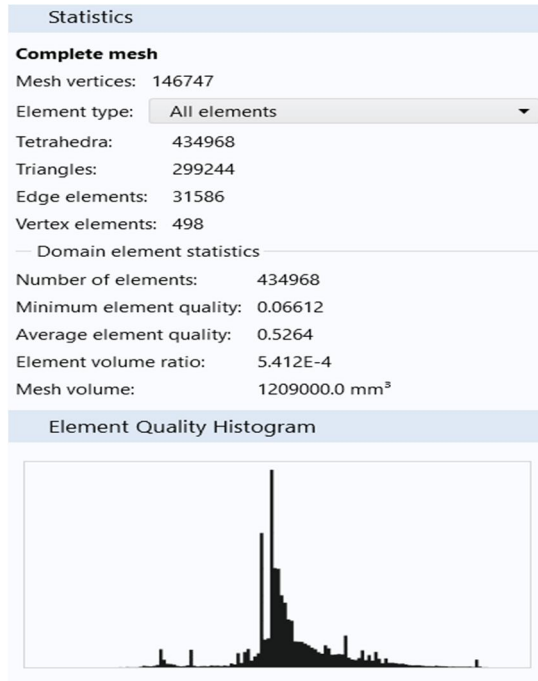 Statistics
Complete mesh
Mesh vertices: 146747
Element type: All elements
Tetrahedra: 434968
Triangles: 299244
Edge elements: 31586
Vertex elements: 498
Domain element statistics
Number of elements: 434968
Minimum element quality: 0.06612
Average element quality: 0.5264
Element volume ratio: 5.412E-4
Mesh volume: 1209000.0 mm³
Element Quality Histogram